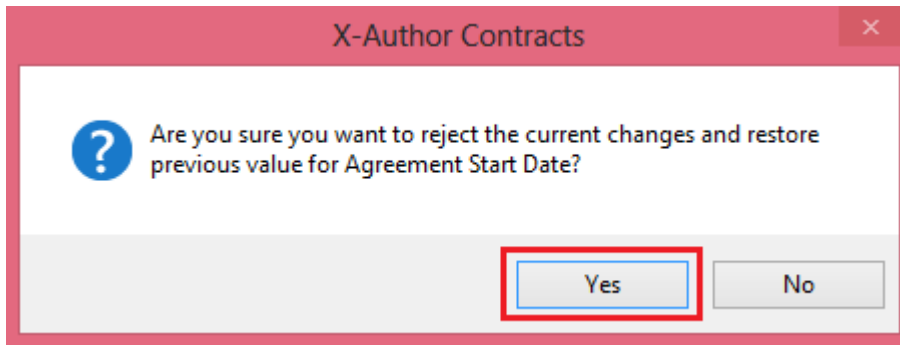 X-Author Contracts
Are you sure you want to reject the current changes and restore
previous value for Agreement Start Date?
Yes
No